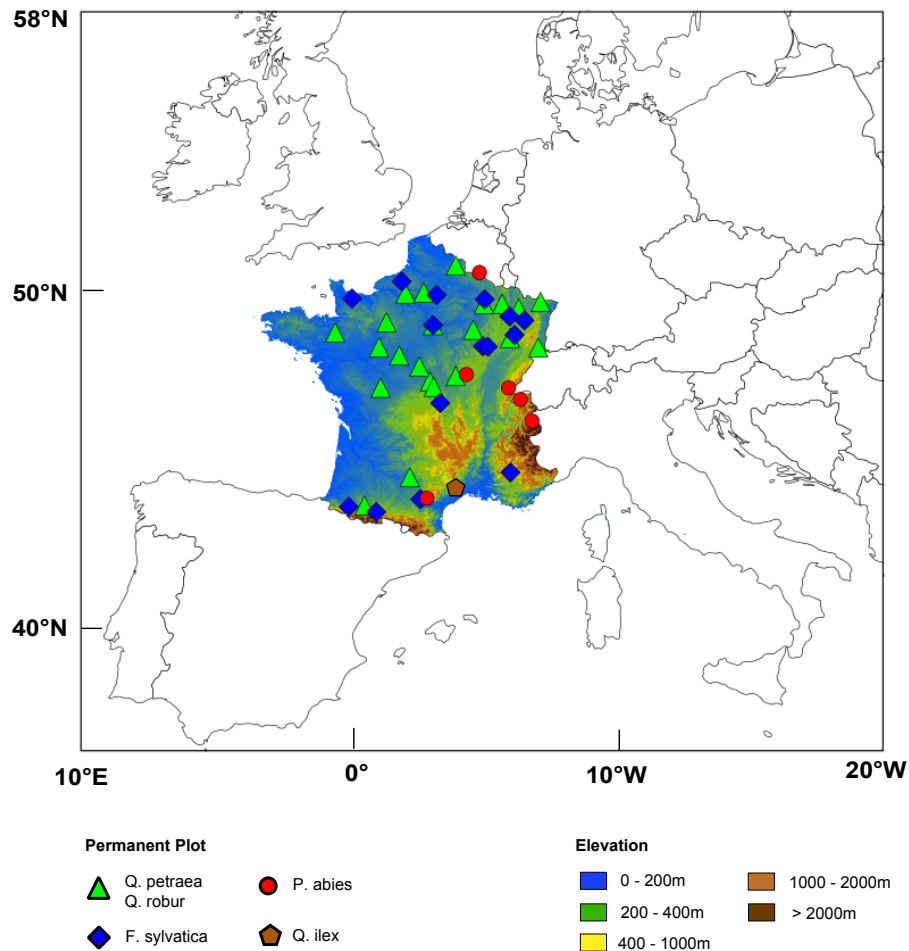 58°N
50°N
40°N
10°E 0° 10°W 20°W
Permanent Plot
Q. petraea
Q. robur
P. abies
F. sylvatica
Q. ilex
Elevation
0 - 200m
1000 - 2000m
200 - 400m
> 2000m
400 - 1000m